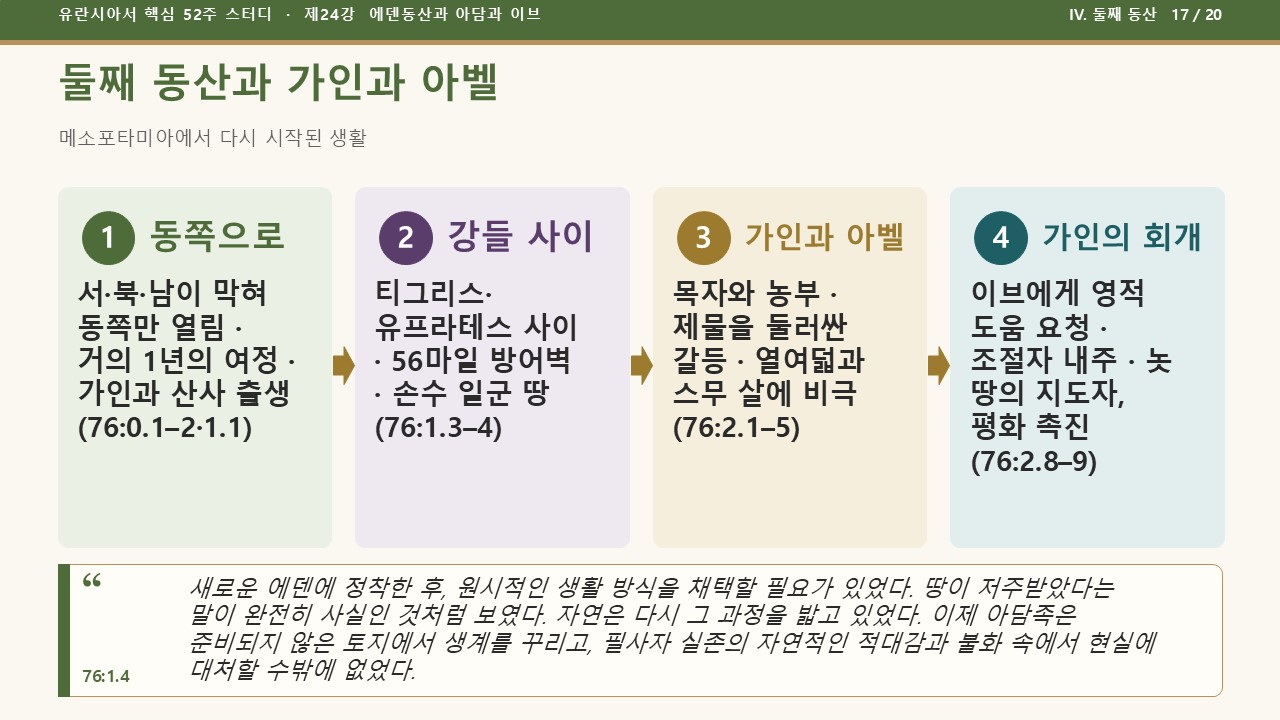 유란시아서 핵심 52주 스터디 · 제24강 에덴동산과 아담과 이브
IV. 둘째 동산 17 / 20
둘째 동산과 가인과 아벨
메소포타미아에서 다시 시작된 생활
1 동쪽으로
서·북·남이 막혀
동쪽만 열림 ·
거의 1년의 여정 ·
가인과 산사 출생
(76:0.1–2·1.1)
2 강들 사이
티그리스·
유프라테스 사이
· 56마일 방어벽
· 손수 일군 땅
(76:1.3–4)
3 가인과 아벨
목자와 농부 ·
제물을 둘러싼
갈등 · 열여덟과
스무 살에 비극
(76:2.1–5)
4 가인의 회개
이브에게 영적
도움 요청 ·
조절자 내주 · 놋
땅의 지도자,
평화 촉진
(76:2.8–9)
“
새로운 에덴에 정착한 후, 원시적인 생활 방식을 채택할 필요가 있었다. 땅이 저주받았다는
말이 완전히 사실인 것처럼 보였다. 자연은 다시 그 과정을 밟고 있었다. 이제 아담족은
준비되지 않은 토지에서 생계를 꾸리고, 필사자 실존의 자연적인 적대감과 불화 속에서 현실에
대처할 수밖에 없었다.
76:1.4